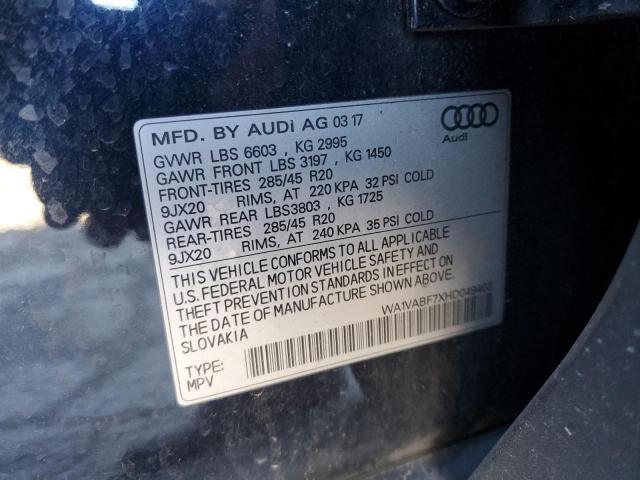 MFD. BY AUDI AG 03 17
GVWR LBS 6603 , KG 2995
GAWR FRONT LBS 3197 , KG 1450
FRONT-TIRES 285/45 R20
9JX20 RIMS, AT 220 KPA 32 PSI COLD
GAWR REAR LBS3803 , KG 1725
REAR-TIRES 285/45 R20
9JX20 RIMS, AT 240 KPA 35 PSI COLD
THIS VEHICLE CONFORMS TO ALL APPLICABLE
U.S. FEDERAL MOTOR VEHICLE SAFETY AND
THEFT PREVENTION STANDARDS IN EFFECT ON
THE DATE OF MANUFACTURE SHOWN ABOVE.
SLOVAKIA
WA1VABF7XHD049403
TYPE:
MPV
Audi